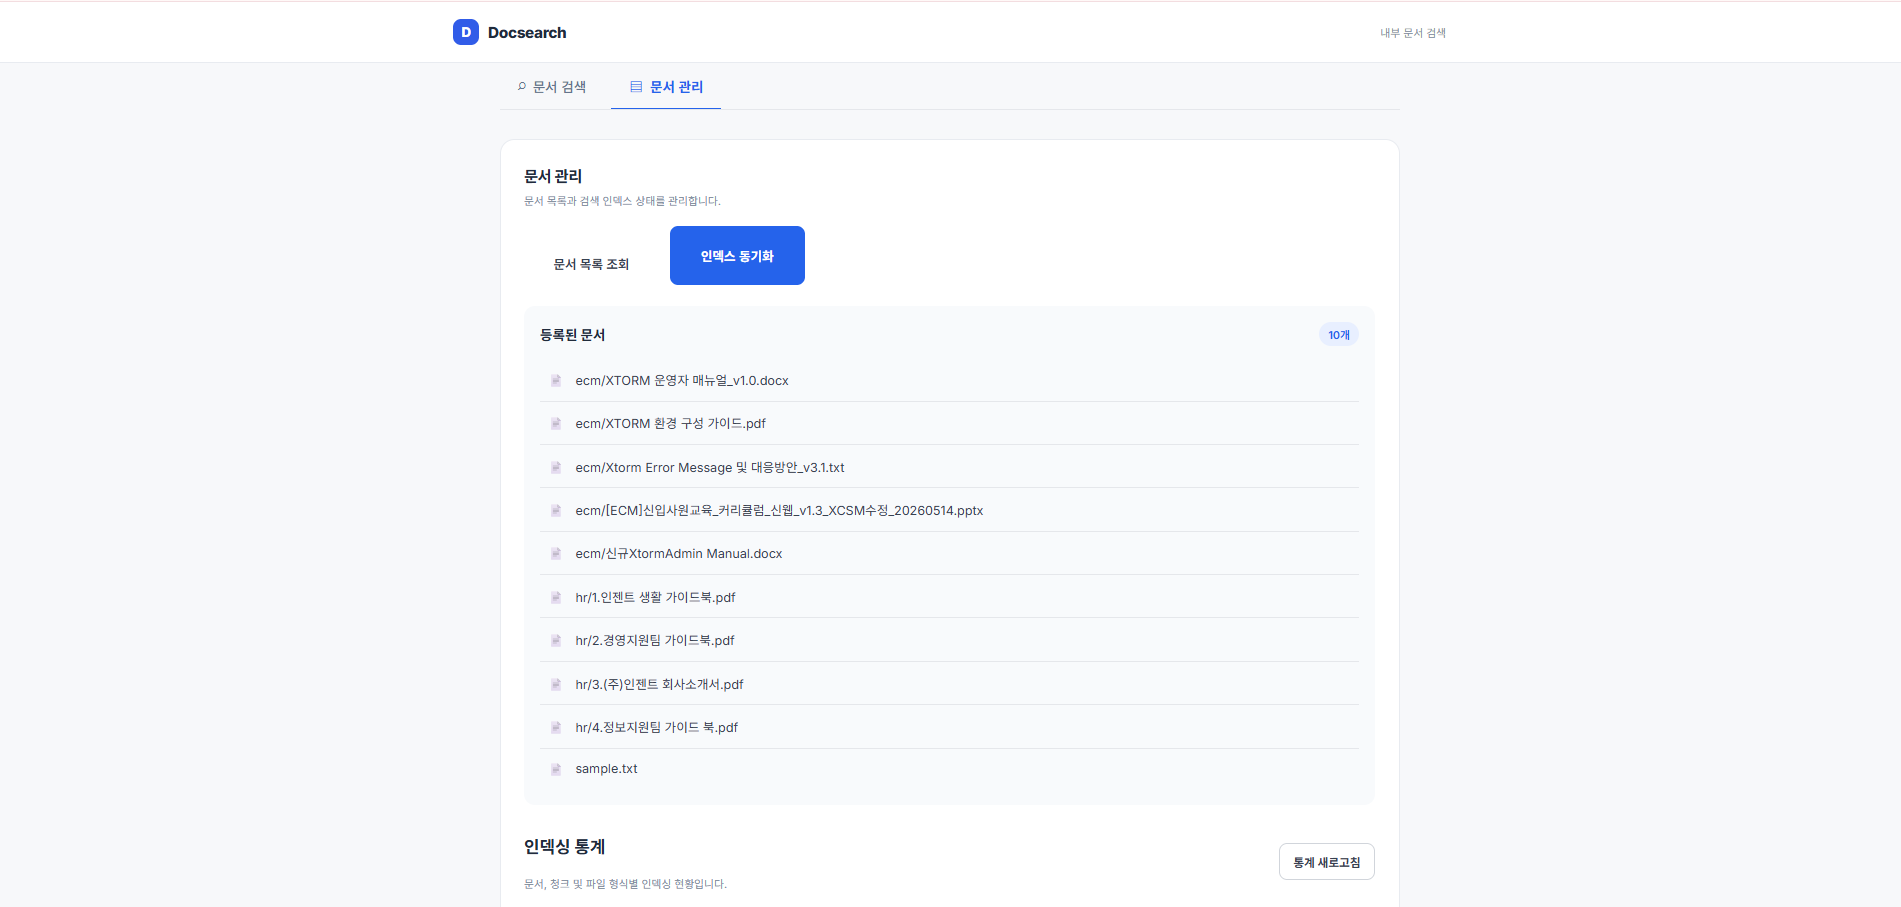 D Docsearch
내부 문서 검색
문서 검색
문서 관리
문서 관리
문서 목록과 검색 인덱스 상태를 관리합니다.
문서 목록 조회
인덱스 동기화
등록된 문서
10개
ecm/XTORM 운영자 매뉴얼_v1.0.docx
ecm/XTORM 환경 구성 가이드.pdf
ecm/Xtorm Error Message 및 대응방안_v3.1.txt
ecm/[ECM]신입사원교육_커리큘럼_신웹_v1.3_XCSM수정_20260514.pptx
ecm/신규XtormAdmin Manual.docx
hr/1.인젠트 생활 가이드북.pdf
hr/2.경영지원팀 가이드북.pdf
hr/3.(주)인젠트 회사소개서.pdf
hr/4.정보지원팀 가이드 북.pdf
sample.txt
인덱싱 통계
통계 새로고침
문서, 청크 및 파일 형식별 인덱싱 현황입니다.